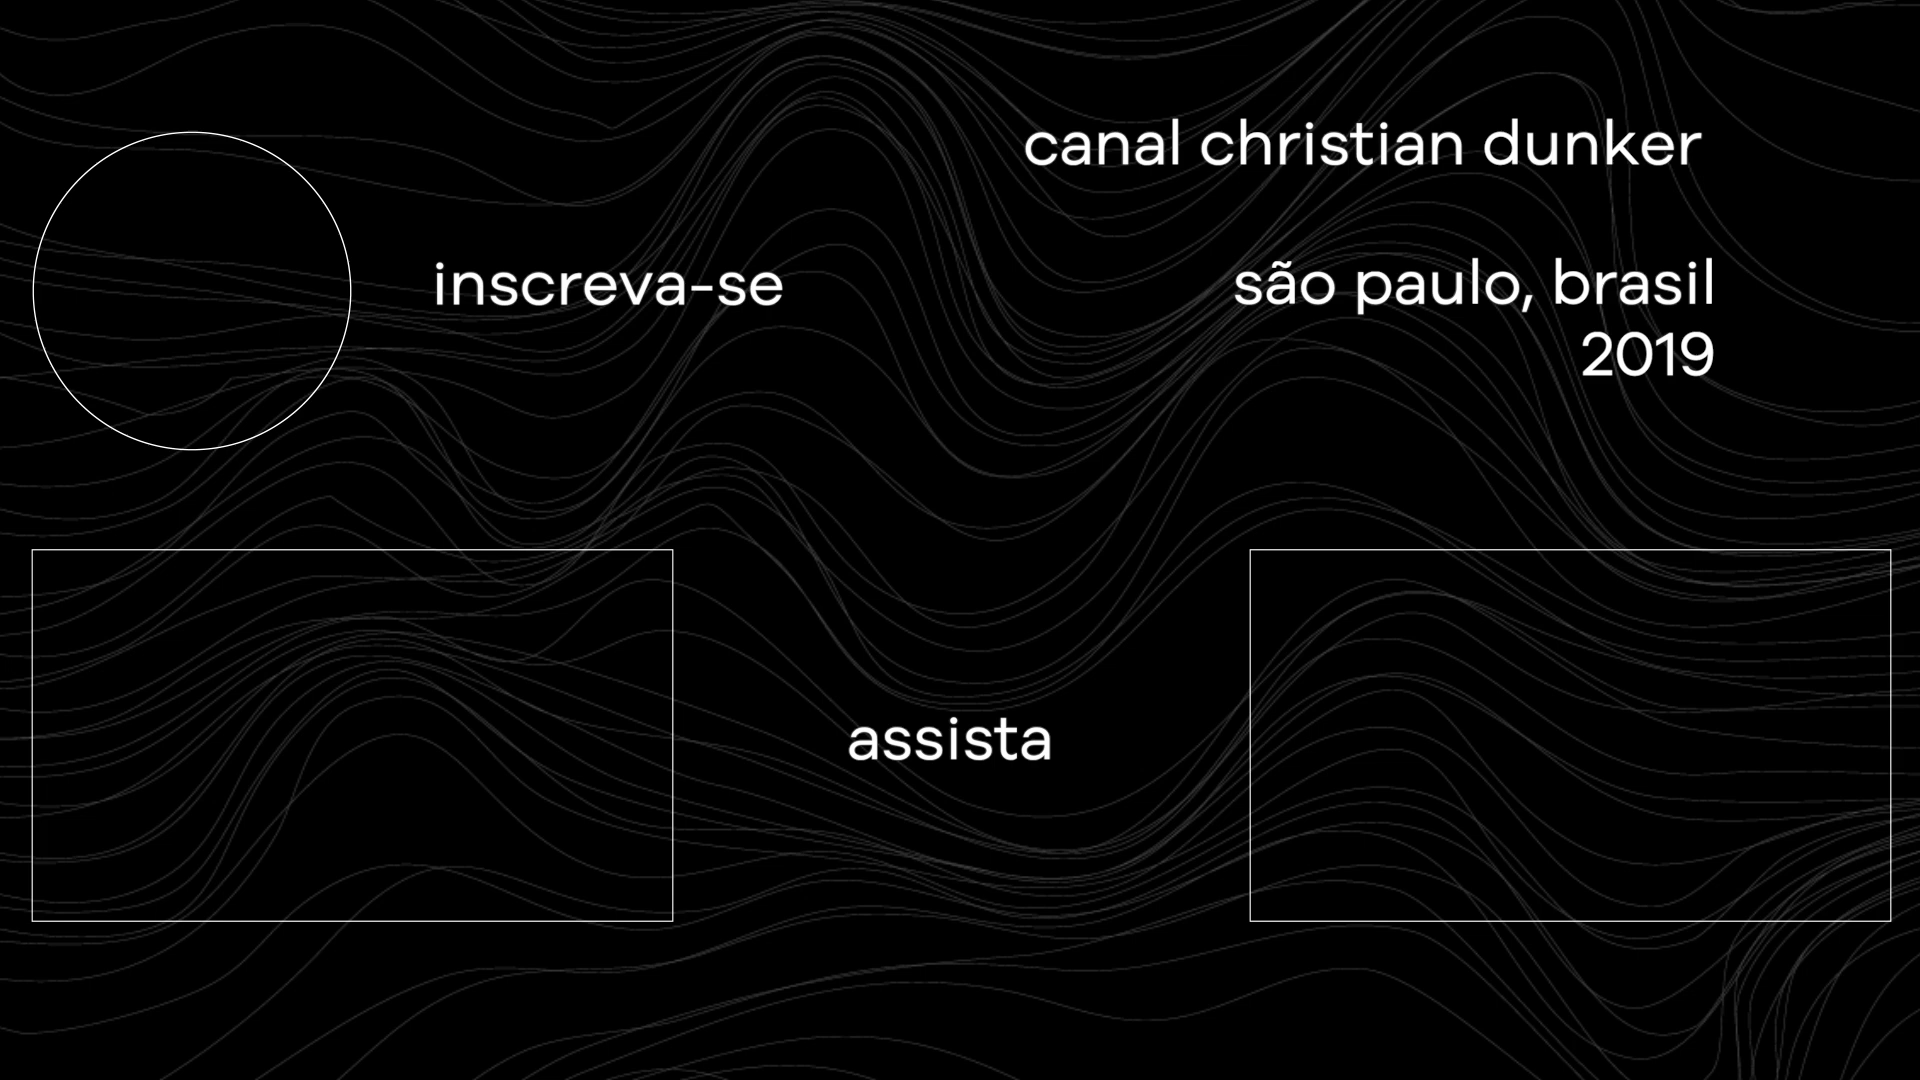 canal christian dunker
inscreva-se
são paulo, brasil
2019
assista